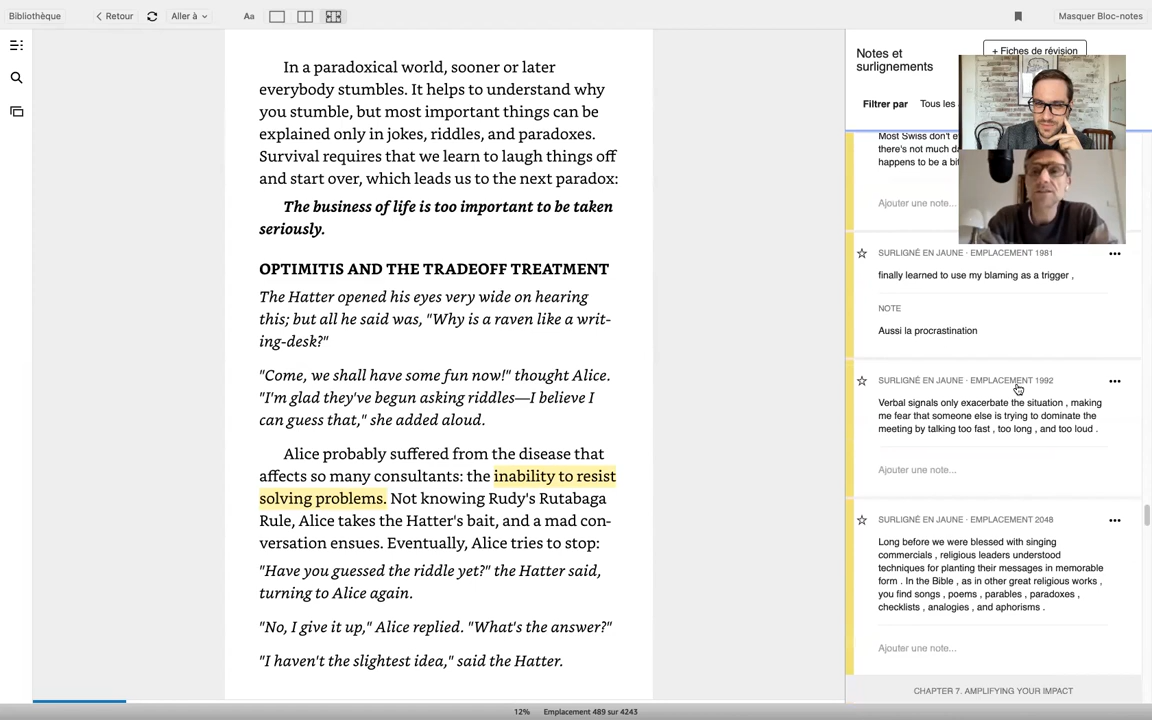 Bibliothèque
Retour
Aller à
Aa
Masquer Bloc-notes
In a paradoxical world, sooner or later
everybody stumbles. It helps to understand why
you stumble, but most important things can be
explained only in jokes, riddles, and paradoxes.
Survival requires that we learn to laugh things off
and start over, which leads us to the next paradox:
The business of life is too important to be taken
seriously.
OPTIMITIS AND THE TRADEOFF TREATMENT
The Hatter opened his eyes very wide on hearing
this; but all he said was, "Why is a raven like a writ-
ing-desk?"
"Come, we shall have some fun now!" thought Alice.
"I'm glad they've begun asking riddles—I believe I
can guess that," she added aloud.
Alice probably suffered from the disease that
affects so many consultants: the inability to resist
solving problems. Not knowing Rudy's Rutabaga
Rule, Alice takes the Hatter's bait, and a mad con-
versation ensues. Eventually, Alice tries to stop:
"Have you guessed the riddle yet?" the Hatter said,
turning to Alice again.
"No, I give it up," Alice replied. "What's the answer?"
"I haven't the slightest idea," said the Hatter.
Notes et
surlignements
+ Fiches de révision
Filtrer par
Tous les
Most Swiss don't
there's not much
happens to be a
Ajouter une note...
SURLIGNÉ EN JAUNE · EMPLACEMENT 1981
finally learned to use my blaming as a trigger ,
NOTE
Aussi la procrastination
SURLIGNÉ EN JAUNE · EMPLACEMENT 1992
Verbal signals only exacerbate the situation , making
me fear that someone else is trying to dominate the
meeting by talking too fast , too long , and too loud .
Ajouter une note...
SURLIGNÉ EN JAUNE · EMPLACEMENT 2048
Long before we were blessed with singing
commercials , religious leaders understood
techniques for planting their messages in memorable
form . In the Bible , as in other great religious works ,
you find songs , poems , parables , paradoxes ,
checklists , analogies , and aphorisms .
Ajouter une note...
CHAPTER 7. AMPLIFYING YOUR IMPACT
12% Emplacement 489 sur 4243